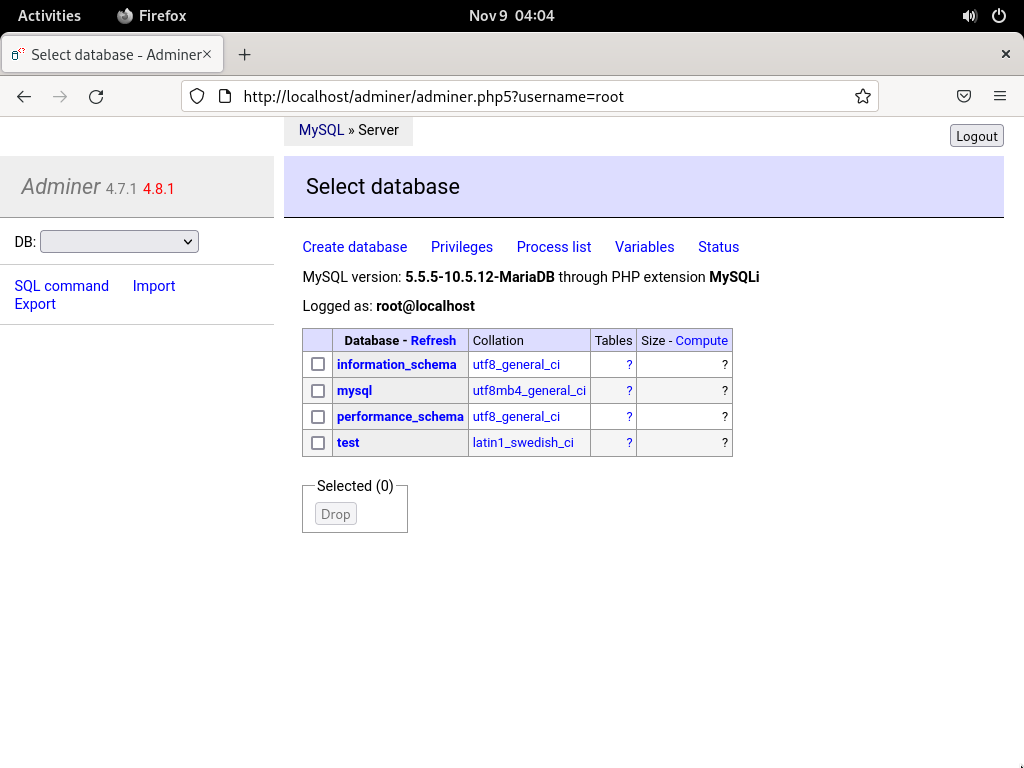 Activities Firefox Nov 9 04:04
Select database - Adminer
http://localhost/adminer/adminer.php5?username=root
MySQL » Server
Logout
Adminer 4.7.1 4.8.1
Select database
DB:
SQL command Import
Export
Create database Privileges Process list Variables Status
MySQL version: 5.5.5-10.5.12-MariaDB through PHP extension MySQLi
Logged as: root@localhost
Database - Refresh Collation Tables Size - Compute
information_schema utf8_general_ci ? ?
mysql utf8mb4_general_ci ? ?
performance_schema utf8_general_ci ? ?
test latin1_swedish_ci ? ?
Selected (0)
Drop